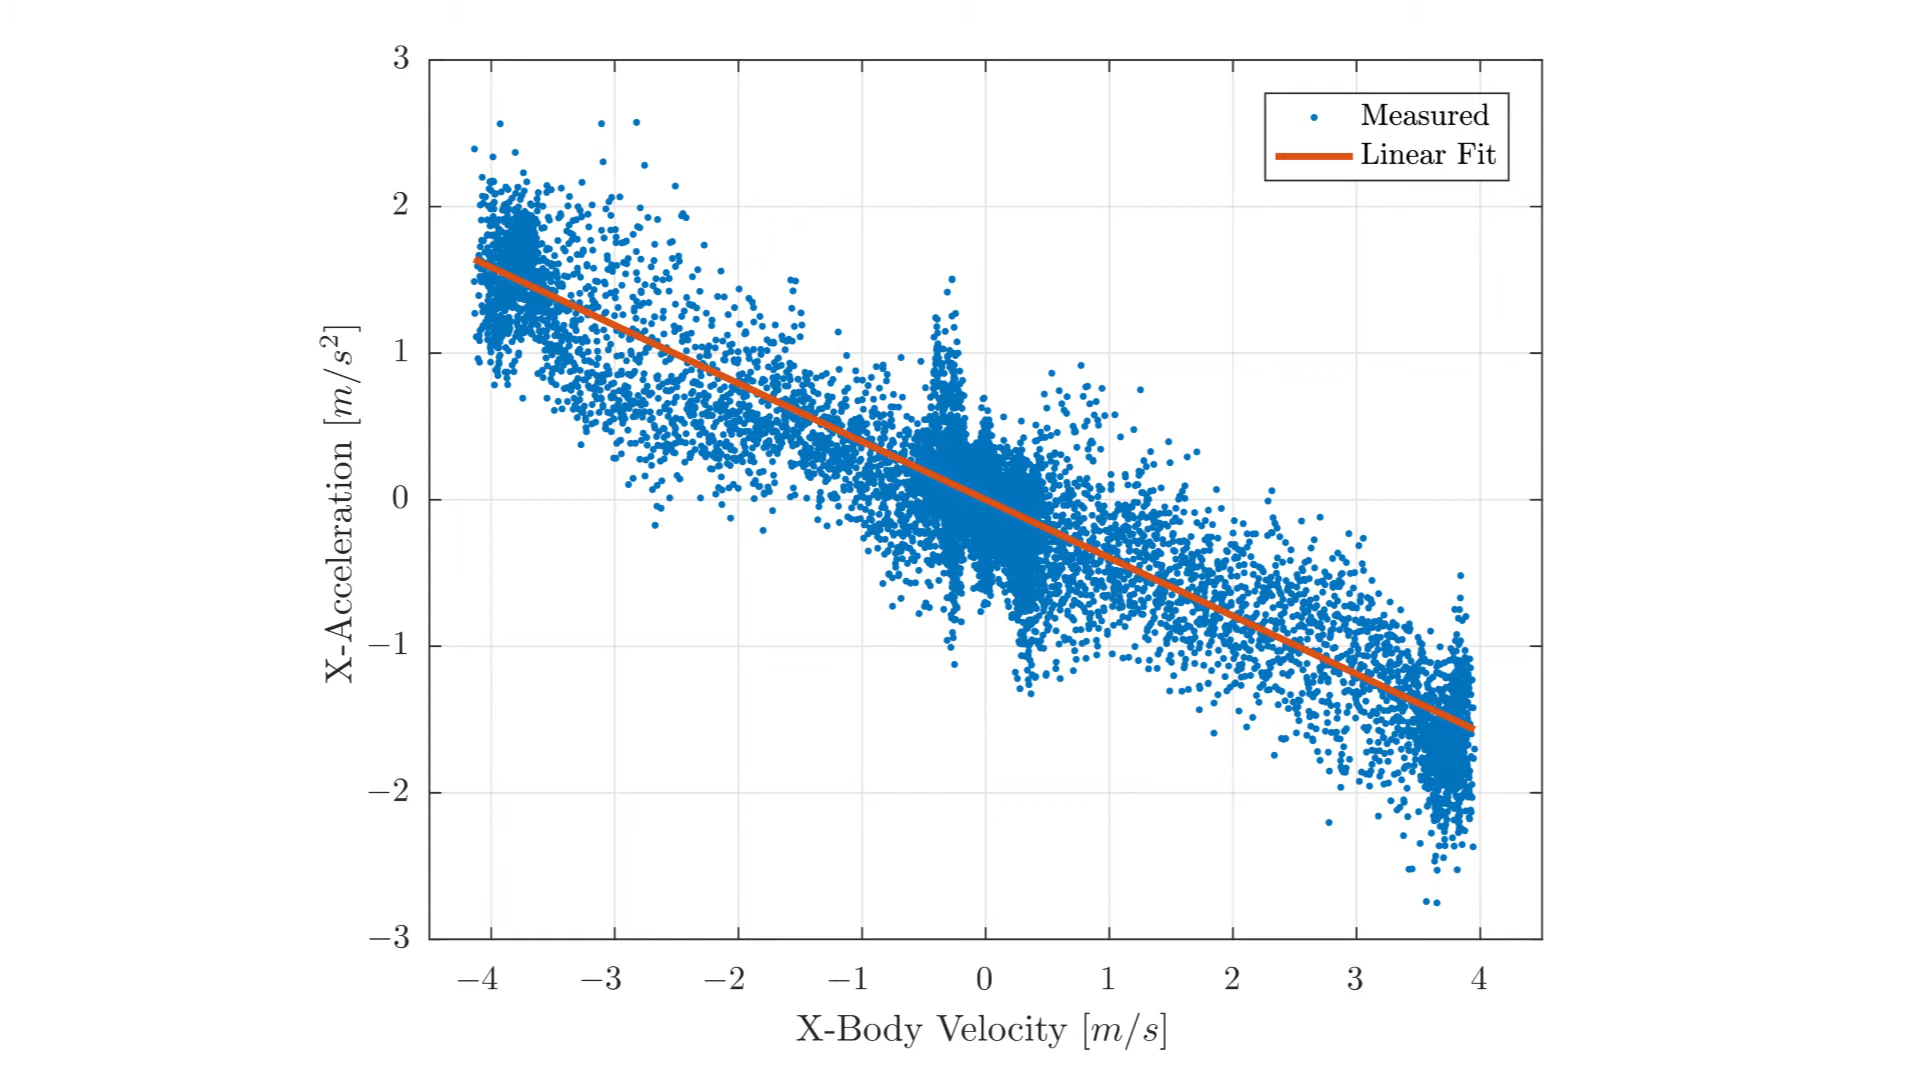 3
2
1
0
−1
−2
−3
X-Acceleration [m/s²]
Measured
Linear Fit
−4 −3 −2 −1 0 1 2 3 4
X-Body Velocity [m/s]